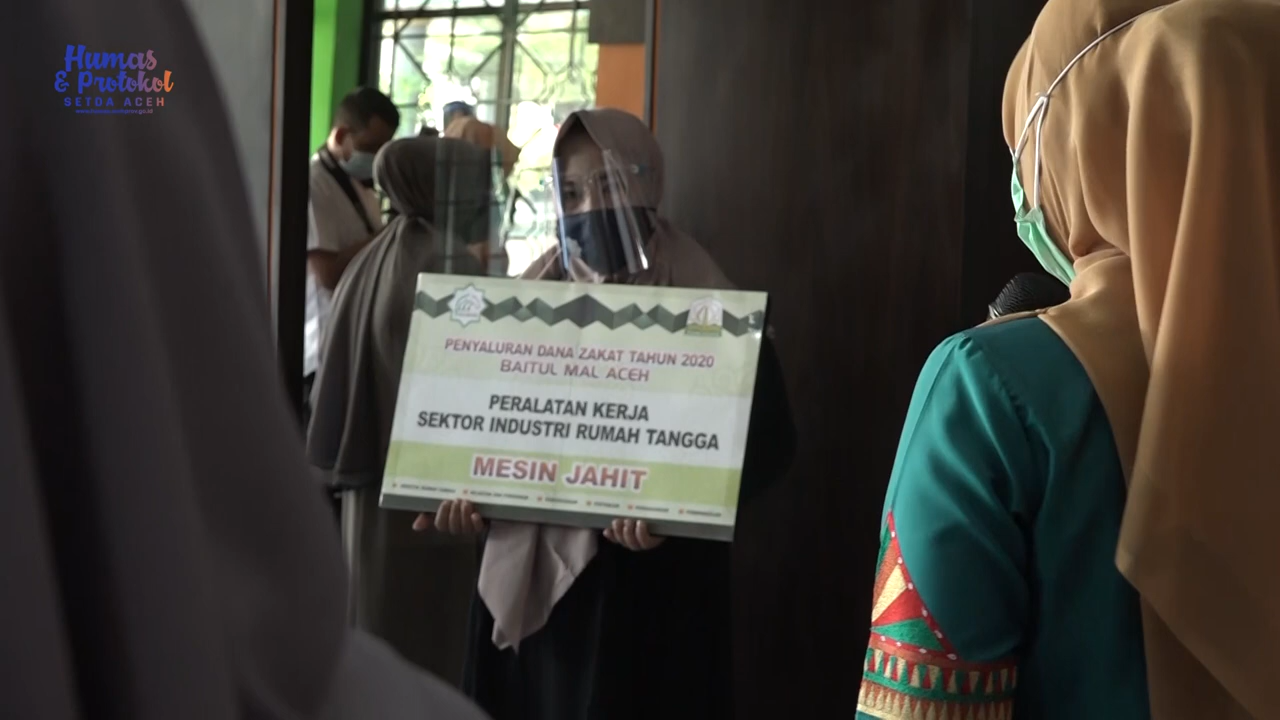 Humas
& Protokol
SETDA ACEH
PENYALURAN DANA ZAKAT TAHUN 2020
BAITUL MAL ACEH
PERALATAN KERJA
SEKTOR INDUSTRI RUMAH TANGGA
MESIN JAHIT